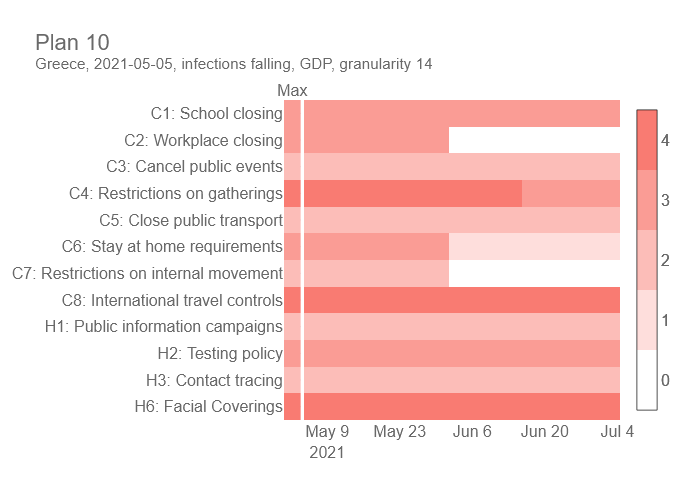 Plan 10
Greece, 2021-05-05, infections falling, GDP, granularity 14
Max
C1: School closing
C2: Workplace closing
C3: Cancel public events
C4: Restrictions on gatherings
C5: Close public transport
C6: Stay at home requirements
C7: Restrictions on internal movement
C8: International travel controls
H1: Public information campaigns
H2: Testing policy
H3: Contact tracing
H6: Facial Coverings
4
3
2
1
0
May 9 May 23 Jun 6 Jun 20 Jul 4
2021